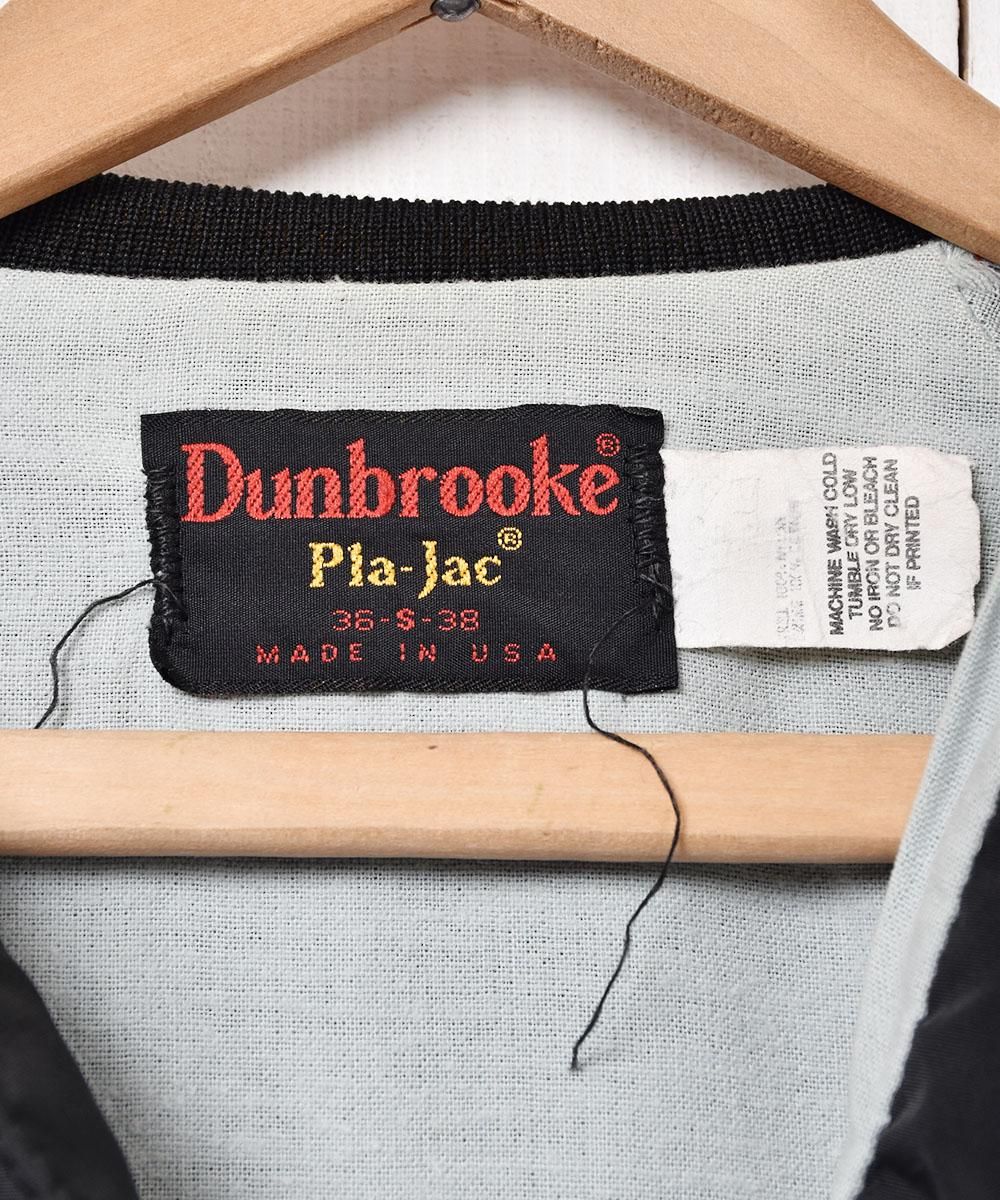 Dunbrooke®
Pla-Jac®
36-S-38
MADE IN USA
MACHINE WASH COLD
TUMBLE DRY LOW
NO IRON OR BLEACH
DO NOT DRY CLEAN
IF PRINTED